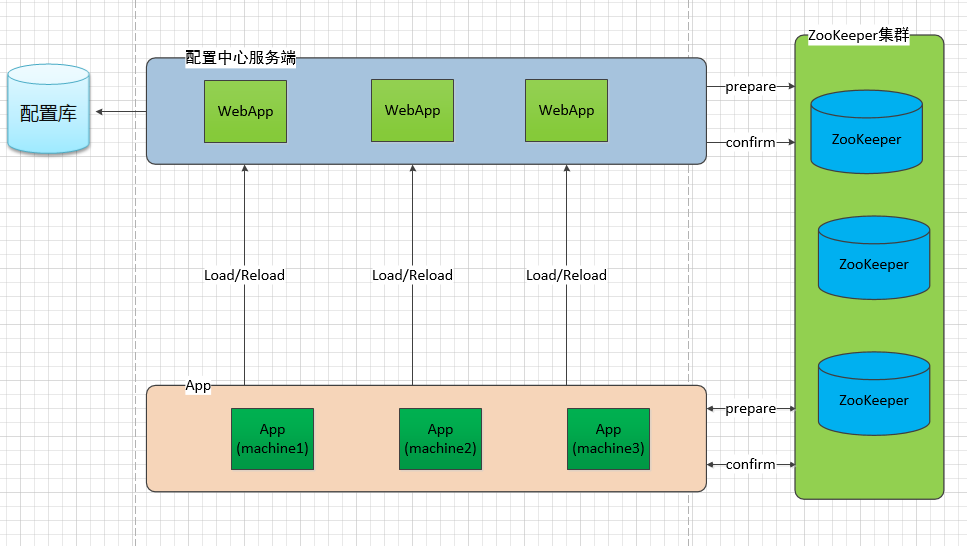 ZooKeeper集群
配置中心服务端
配置库
WebApp
WebApp
WebApp
prepare
confirm
ZooKeeper
ZooKeeper
ZooKeeper
Load/Reload
Load/Reload
Load/Reload
App
App
(machine1)
App
(machine2)
App
(machine3)
prepare
confirm